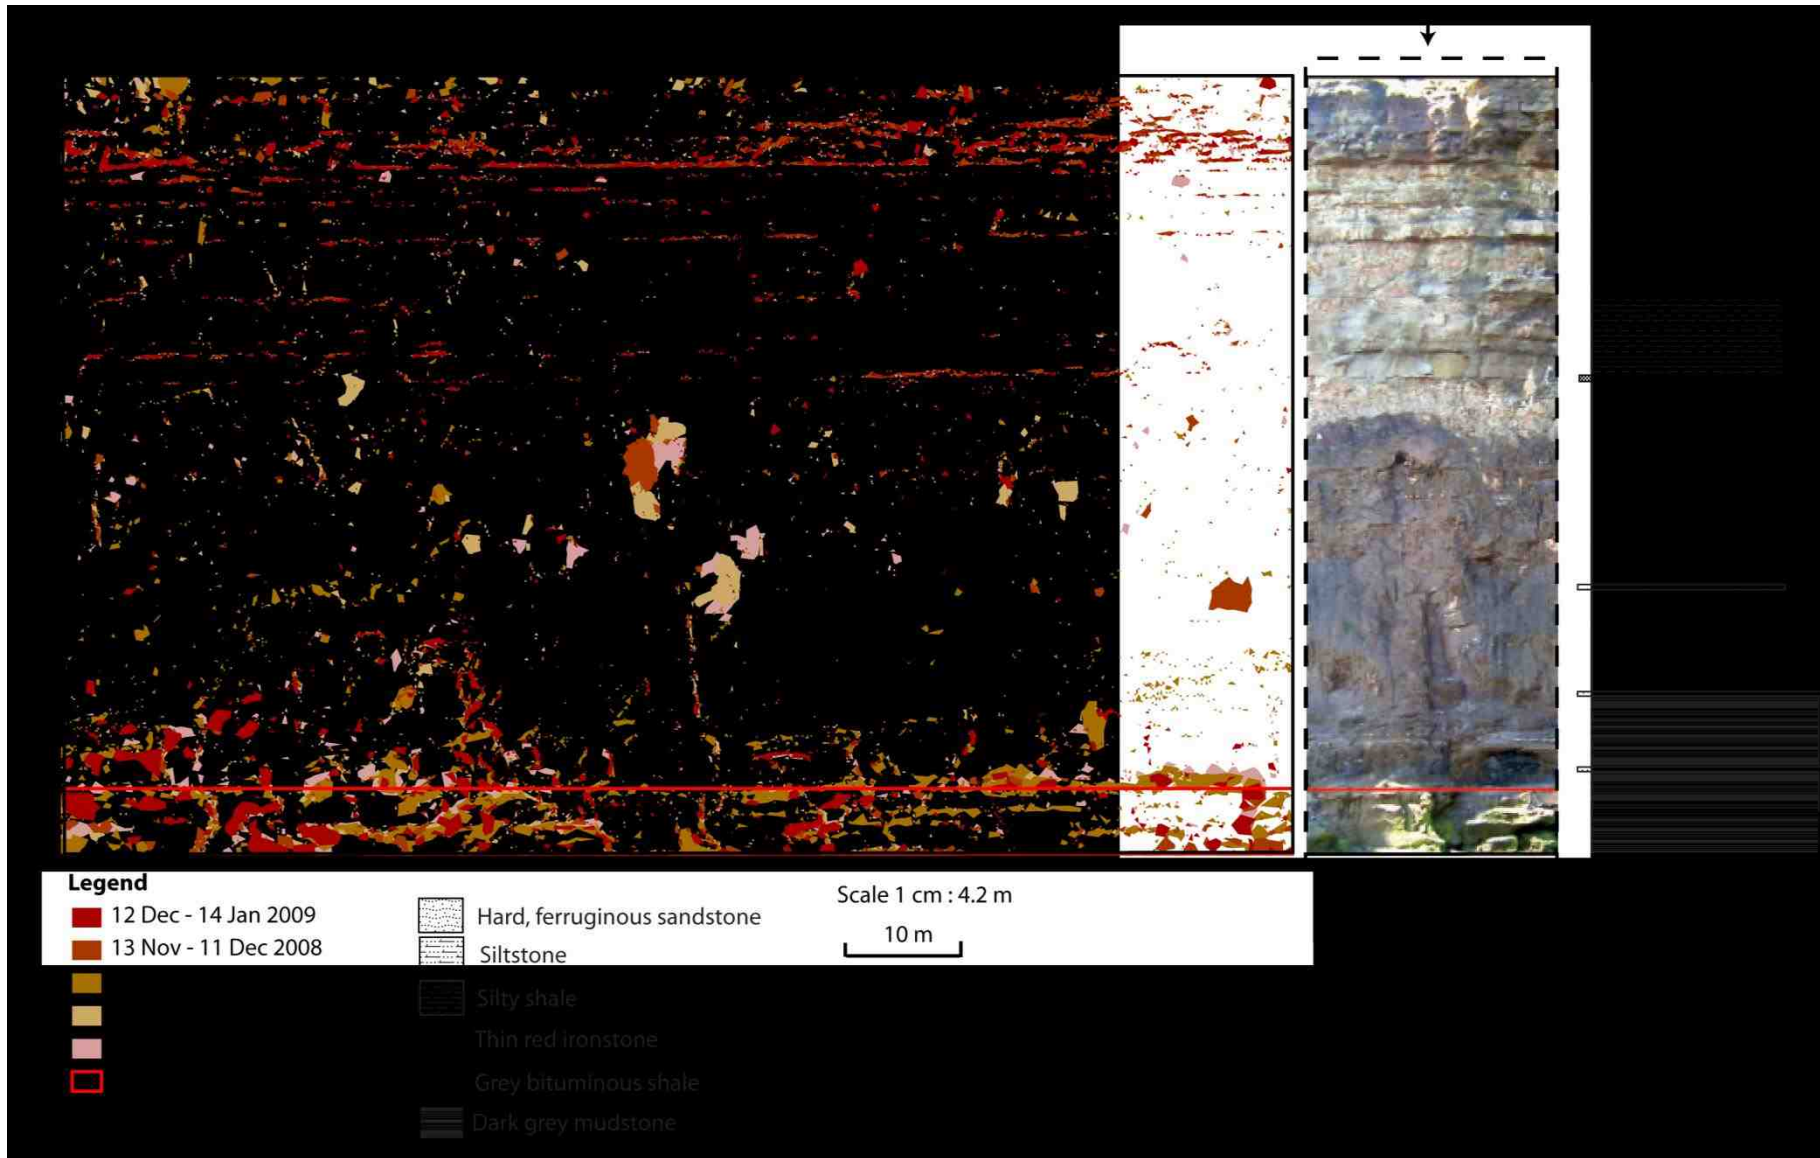 Legend
12 Dec - 14 Jan 2009
13 Nov - 11 Dec 2008
Hard, ferruginous sandstone
Siltstone
Silty shale
Thin red ironstone
Grey bituminous shale
Dark grey mudstone
Scale 1 cm : 4.2 m
10 m